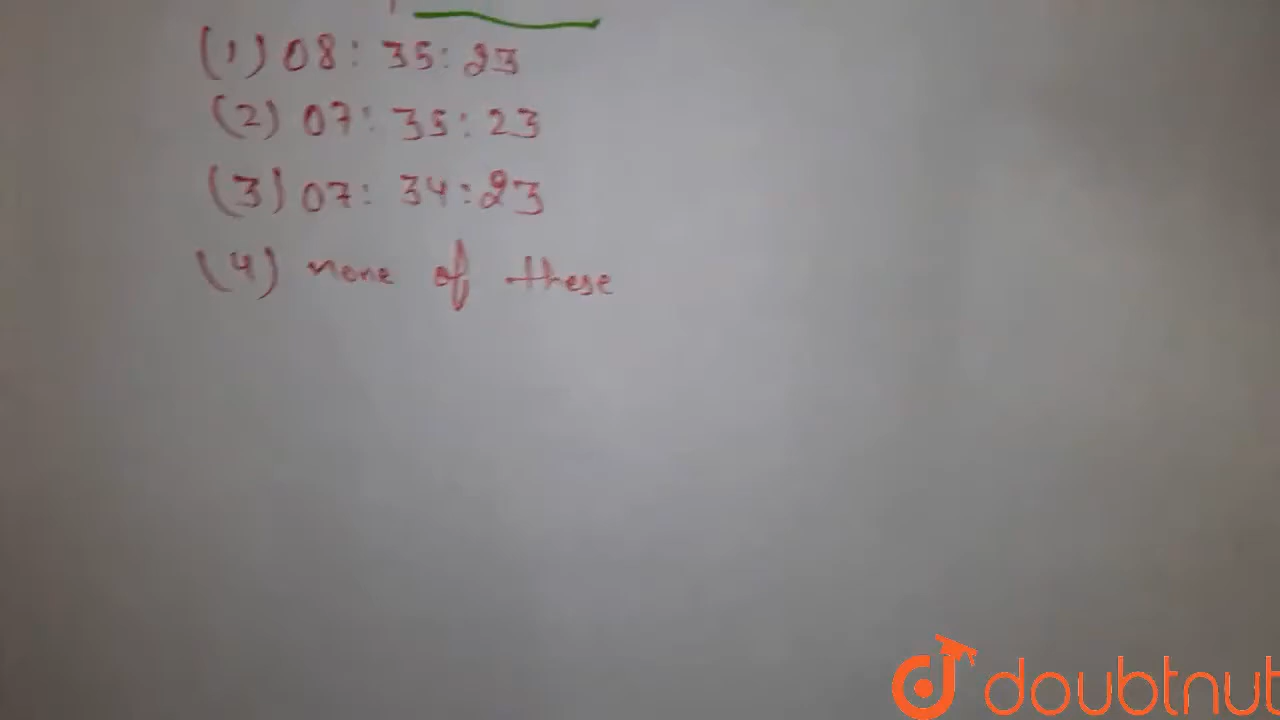 (1) 08: 35: 23
(2) 07: 35: 23
(3) 07: 34: 23
(4) none of these
doubtnut